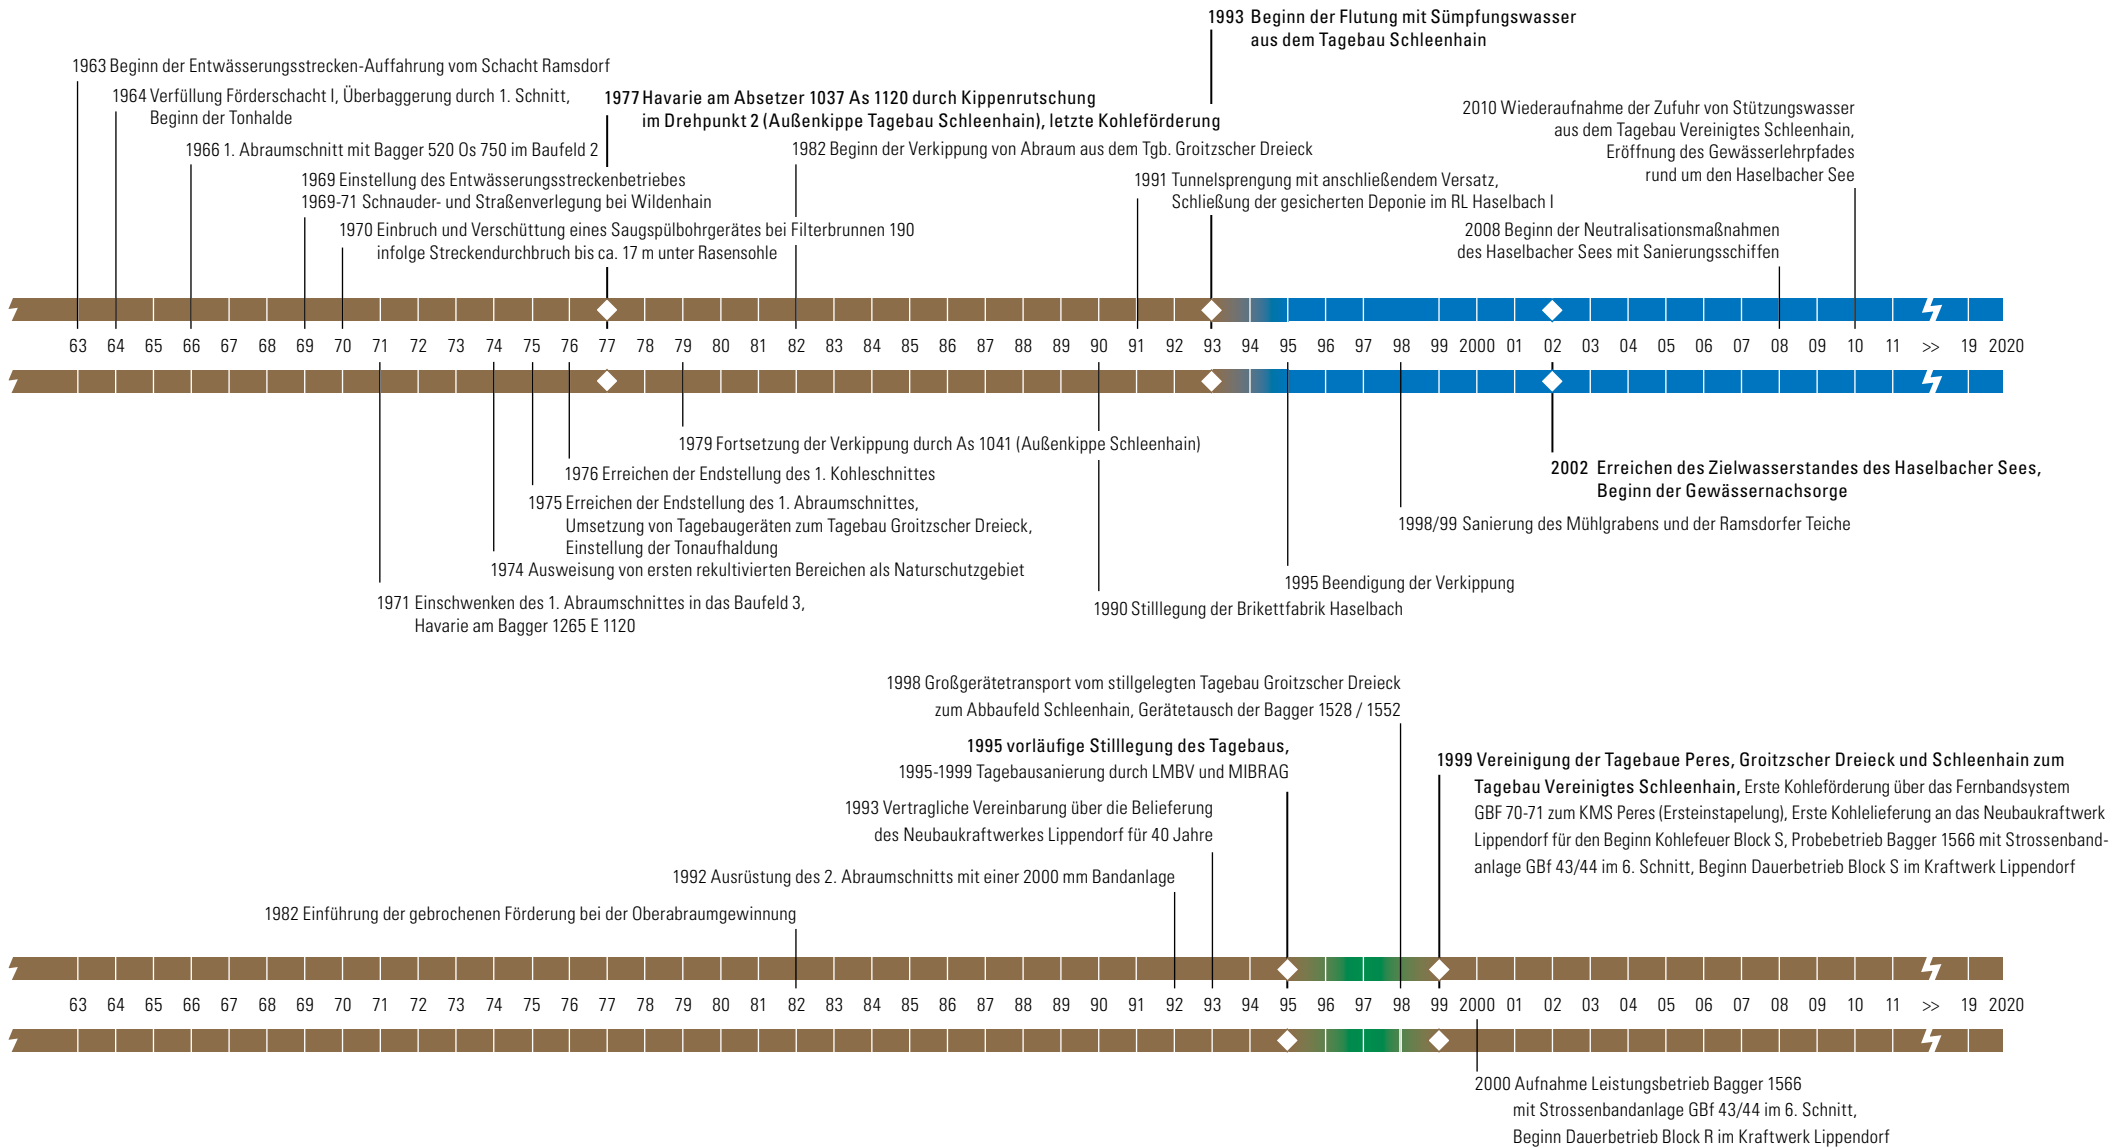 1993 Beginn der Flutung mit Sümpfungswasser
aus dem Tagebau Schleenhain
1963 Beginn der Entwässerungsstrecken-Auffahrung vom Schacht Ramsdorf
1964 Verfüllung Förderschacht I, Überbaggerung durch 1. Schnitt,
Beginn der Tonhalde
1977 Havarie am Absetzer 1037 As 1120 durch Kippenrutschung
im Drehpunkt 2 (Außenkippe Tagebau Schleenhain), letzte Kohleförderung
2010 Wiederaufnahme der Zufuhr von Stützungswasser
aus dem Tagebau Vereinigtes Schleenhain,
Eröffnung des Gewässerlehrpfades
rund um den Haselbacher See
1966 1. Abraumschnitt mit Bagger 520 Os 750 im Baufeld 2
1982 Beginn der Verkippung von Abraum aus dem Tgb. Groitzscher Dreieck
1969 Einstellung des Entwässerungsstreckenbetriebes
1969-71 Schnauder- und Straßenverlegung bei Wildenhain
1991 Tunnelsprengung mit anschließendem Versatz,
Schließung der gesicherten Deponie im RL Haselbach I
1970 Einbruch und Verschüttung eines Saugspülbohrgerätes bei Filterbrunnen 190
infolge Streckendurchbruch bis ca. 17 m unter Rasensohle
2008 Beginn der Neutralisationsmaßnahmen
des Haselbacher Sees mit Sanierungsschiffen
63 64 65 66 67 68 69 70 71 72 73 74 75 76 77 78 79 80 81 82 83 84 85 86 87 88 89 90 91 92 93 94 95 96 97 98 99 2000 01 02 03 04 05 06 07 08 09 10 11 >> 19 2020
1979 Fortsetzung der Verkippung durch As 1041 (Außenkippe Schleenhain)
1976 Erreichen der Endstellung des 1. Kohleschnittes
2002 Erreichen des Zielwasserstandes des Haselbacher Sees,
Beginn der Gewässernachsorge
1975 Erreichen der Endstellung des 1. Abraumschnittes,
Umsetzung von Tagebaugeräten zum Tagebau Groitzscher Dreieck,
Einstellung der Tonaufhaldung
1998/99 Sanierung des Mühlgrabens und der Ramsdorfer Teiche
1974 Ausweisung von ersten rekultivierten Bereichen als Naturschutzgebiet
1995 Beendigung der Verkippung
1971 Einschwenken des 1. Abraumschnittes in das Baufeld 3,
Havarie am Bagger 1265 E 1120
1990 Stilllegung der Brikettfabrik Haselbach
1998 Großgerätetransport vom stillgelegten Tagebau Groitzscher Dreieck
zum Abbaufeld Schleenhain, Gerätetausch der Bagger 1528 / 1552
1995 vorläufige Stilllegung des Tagebaus,
1995-1999 Tagebausanierung durch LMBV und MIBRAG
1999 Vereinigung der Tagebaue Peres, Groitzscher Dreieck und Schleenhain zum
Tagebau Vereinigtes Schleenhain, Erste Kohleförderung über das Fernbandsystem
GBF 70-71 zum KMS Peres (Ersteinstapelung), Erste Kohlelieferung an das Neubaukraftwerk
Lippendorf für den Beginn Kohlefeuer Block S, Probebetrieb Bagger 1566 mit Strossenband-
anlage GBf 43/44 im 6. Schnitt, Beginn Dauerbetrieb Block S im Kraftwerk Lippendorf
1993 Vertragliche Vereinbarung über die Belieferung
des Neubaukraftwerkes Lippendorf für 40 Jahre
1992 Ausrüstung des 2. Abraumschnitts mit einer 2000 mm Bandanlage
1982 Einführung der gebrochenen Förderung bei der Oberabraumgewinnung
63 64 65 66 67 68 69 70 71 72 73 74 75 76 77 78 79 80 81 82 83 84 85 86 87 88 89 90 91 92 93 94 95 96 97 98 99 2000 01 02 03 04 05 06 07 08 09 10 11 >> 19 2020
2000 Aufnahme Leistungsbetrieb Bagger 1566
mit Strossenbandanlage GBf 43/44 im 6. Schnitt,
Beginn Dauerbetrieb Block R im Kraftwerk Lippendorf